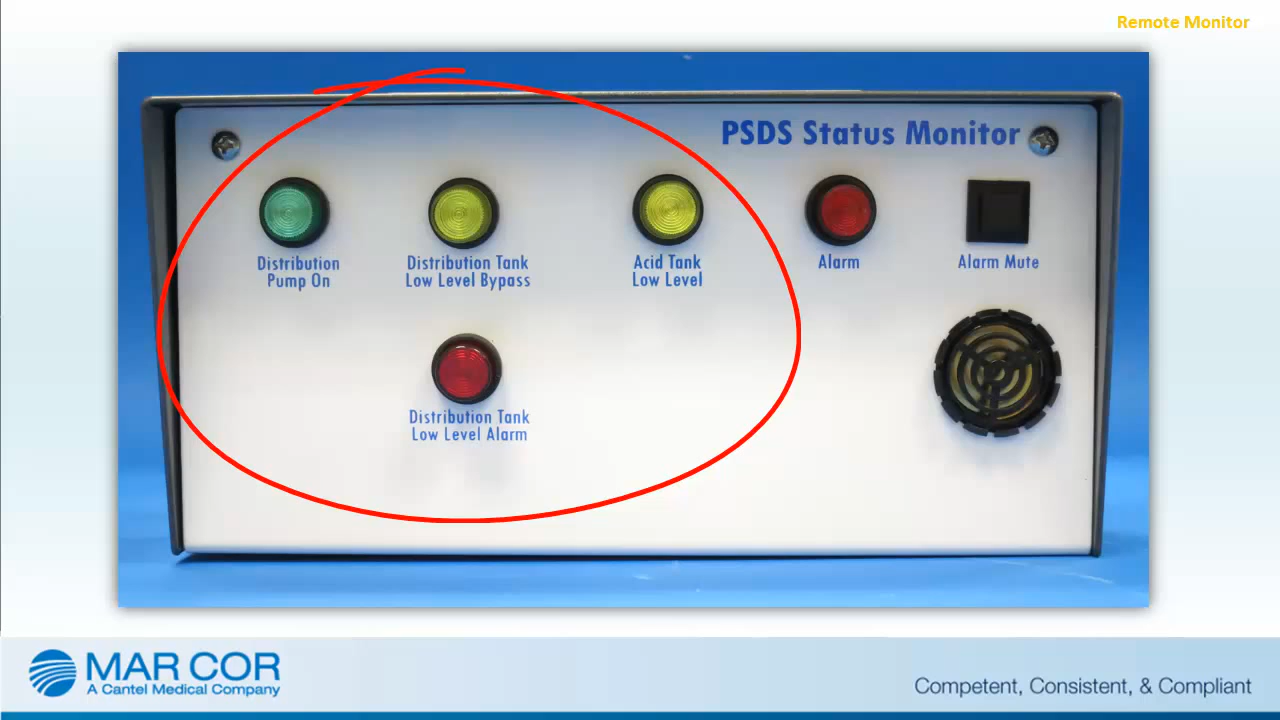 Remote Monitor
PSDS Status Monitor
Distribution
Pump On
Distribution Tank
Low Level Bypass
Acid Tank
Low Level
Alarm
Alarm Mute
Distribution Tank
Low Level Alarm
MAR COR
A Cantel Medical Company
Competent, Consistent, & Compliant